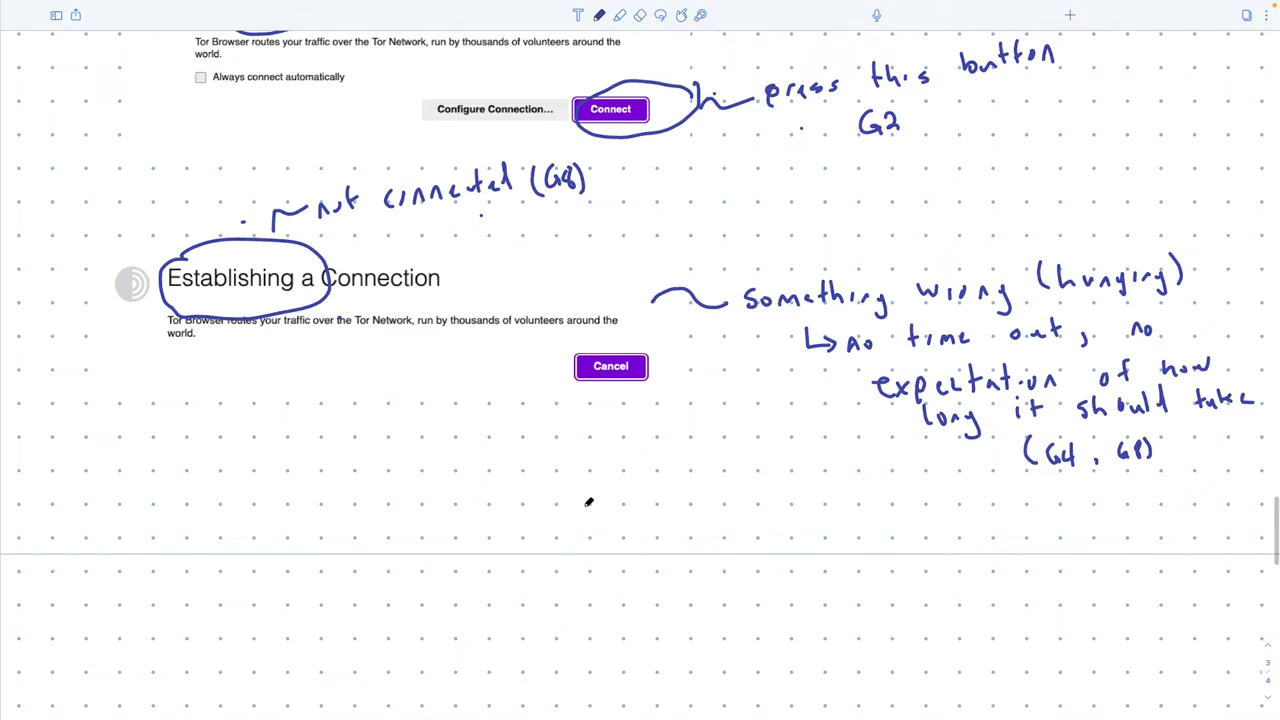 Tor Browser routes your traffic over the Tor Network, run by thousands of volunteers around the
world.
Always connect automatically
Configure Connection...
Connect
press this button
G2
not connected (G8)
Establishing a Connection
Tor Browser routes your traffic over the Tor Network, run by thousands of volunteers around the
world.
Cancel
something wrong (hanging)
↳ no time out, no
expectation of how
long it should take
(G4, G8)
3
4